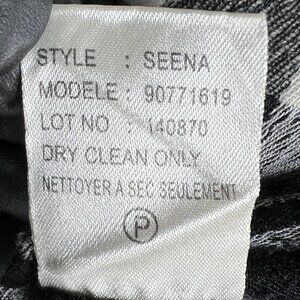 STYLE : SEENA
MODELE : 90771619
LOT NO : 140870
DRY CLEAN ONLY
NETTOYER A SEC SEULEMENT
P